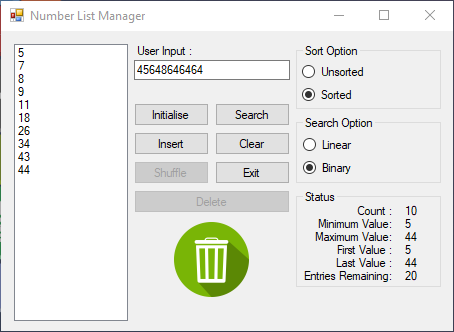 Number List Manager
5
7
8
9
11
18
26
34
43
44
User Input :
45648646464
Initialise
Search
Insert
Clear
Shuffle
Exit
Delete
Sort Option
Unsorted
Sorted
Search Option
Linear
Binary
Status
Count : 10
Minimum Value: 5
Maximum Value: 44
First Value : 5
Last Value : 44
Entries Remaining: 20